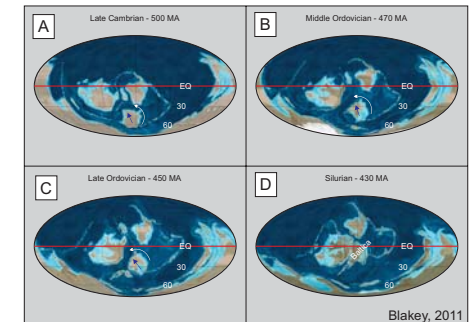 A
Late Cambrian - 500 MA
EQ
30
60
B
Middle Ordovician - 470 MA
EQ
30
60
C
Late Ordovician - 450 MA
EQ
30
60
D
Silurian - 430 MA
EQ
Baltica
30
60
Blakey, 2011